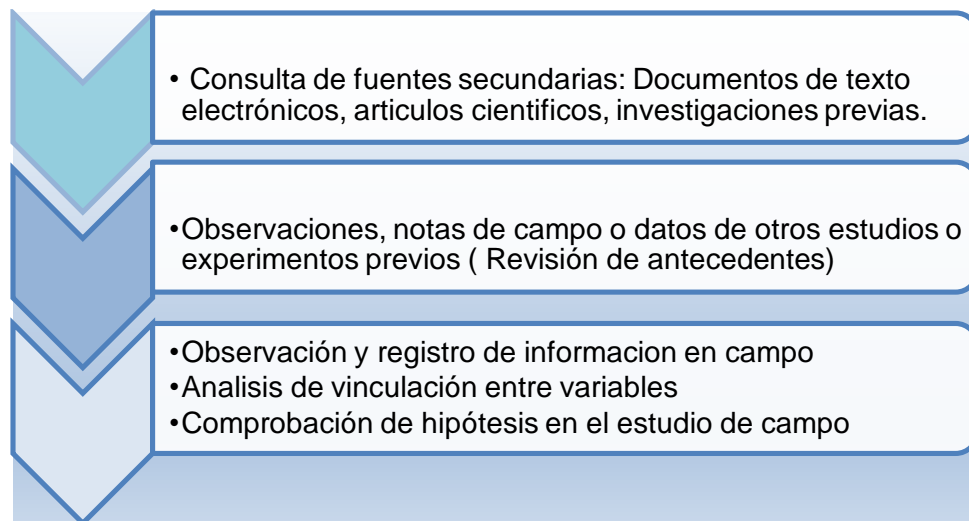 • Consulta de fuentes secundarias: Documentos de texto
electrónicos, articulos cientificos, investigaciones previas.
•Observaciones, notas de campo o datos de otros estudios o
experimentos previos ( Revisión de antecedentes)
•Observación y registro de informacion en campo
•Analisis de vinculación entre variables
•Comprobación de hipótesis en el estudio de campo